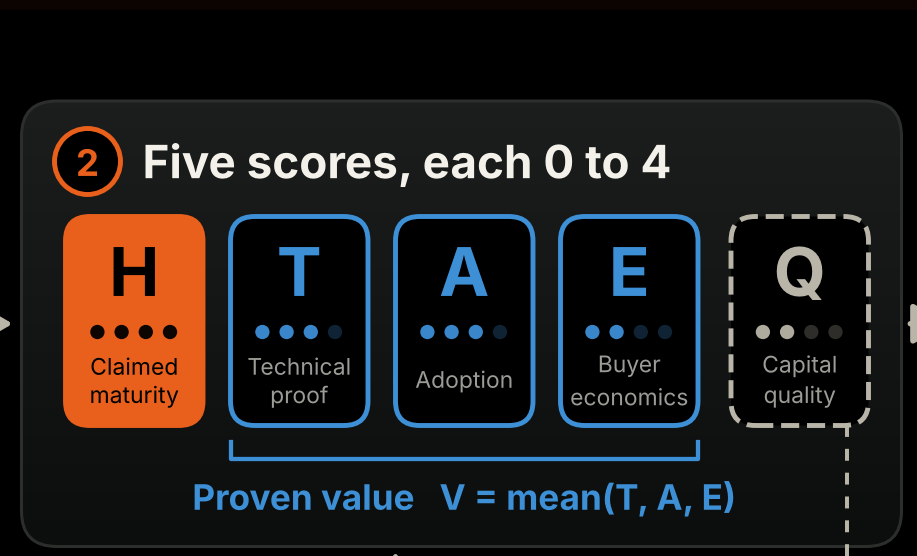 2
Five scores, each 0 to 4
H
Claimed
maturity
T
Technical
proof
A
Adoption
E
Buyer
economics
Q
Capital
quality
Proven value V = mean(T, A, E)